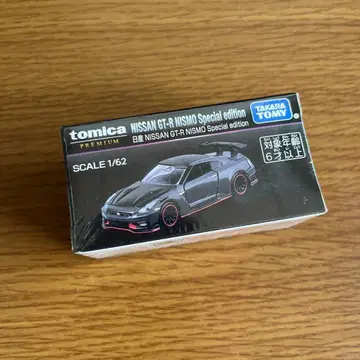 tomica
PREMIUM
NISSAN GT-R NISMO Special edition
日産 NISSAN GT-R NISMO Special edition
TAKARA
TOMY
SCALE 1/62
対象年齢
6才以上